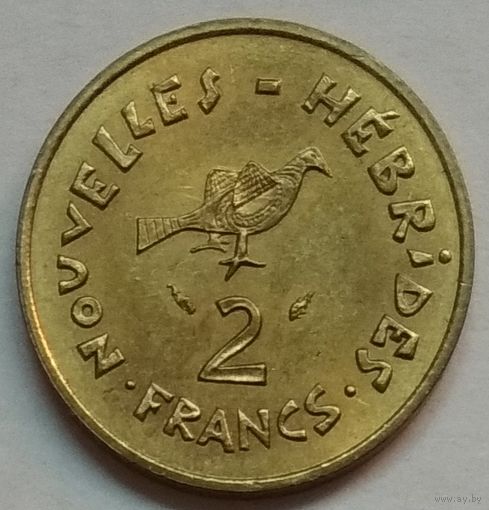 NOUVELLES - HÉBRIDES
2
· FRANCS ·
www.ay.by